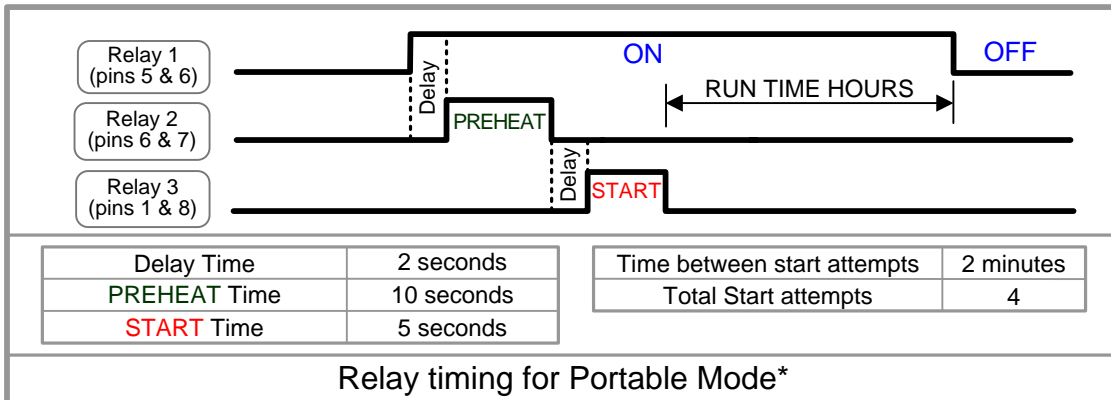 Relay 1
(pins 5 & 6)
Delay
ON
OFF
RUN TIME HOURS
Relay 2
(pins 6 & 7)
PREHEAT
Relay 3
(pins 1 & 8)
Delay
START
Delay Time 2 seconds
PREHEAT Time 10 seconds
START Time 5 seconds
Time between start attempts 2 minutes
Total Start attempts 4
Relay timing for Portable Mode*